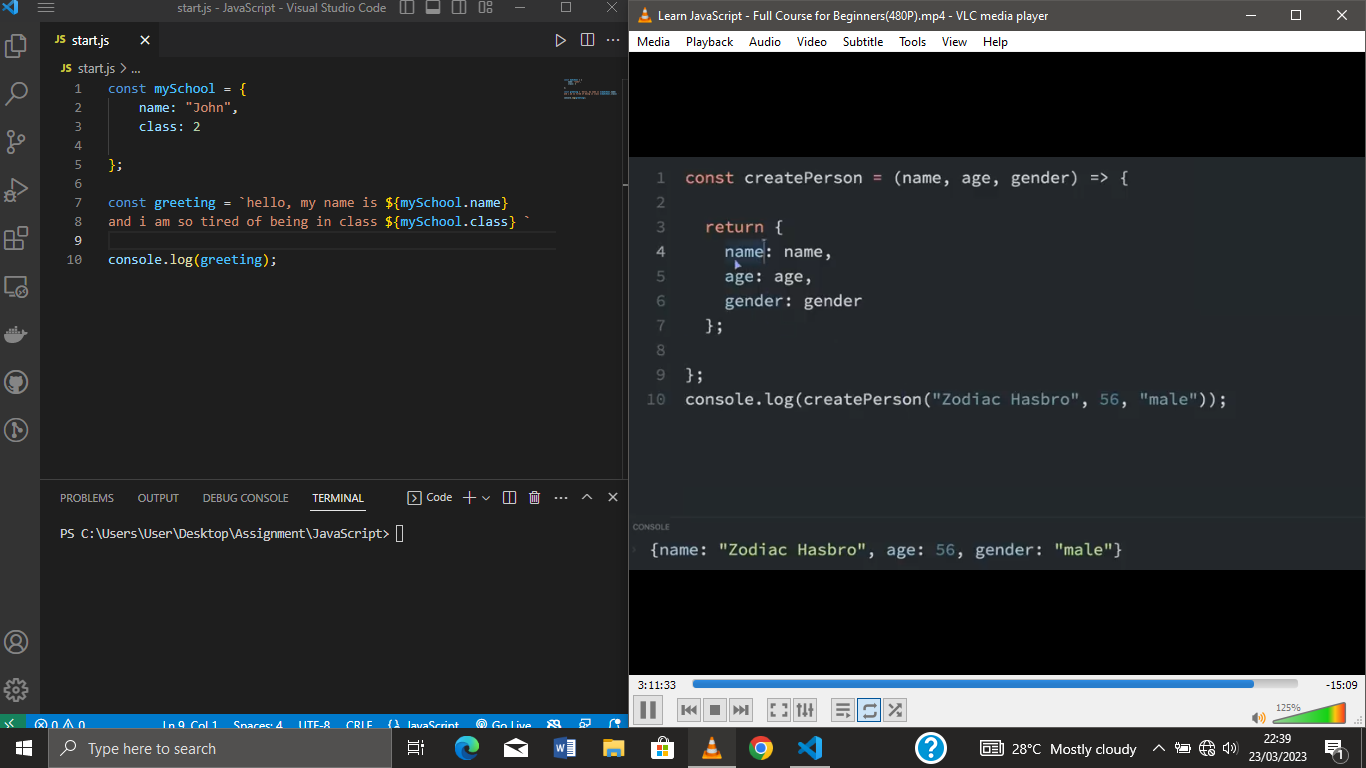 start.js - JavaScript - Visual Studio Code
JS start.js
JS start.js > ...
1 const mySchool = {
2 name: "John",
3 class: 2
4
5 };
6
7 const greeting = `hello, my name is ${mySchool.name}
8 and i am so tired of being in class ${mySchool.class} `
9
10 console.log(greeting);
PROBLEMS OUTPUT DEBUG CONSOLE TERMINAL Code
PS C:\Users\User\Desktop\Assignment\JavaScript>
0 0 Ln 9, Col 1 Spaces: 4 UTF-8 CRLF {} JavaScript Go Live
Learn JavaScript - Full Course for Beginners(480P).mp4 - VLC media player
Media Playback Audio Video Subtitle Tools View Help
1 const createPerson = (name, age, gender) => {
2
3 return {
4 name: name,
5 age: age,
6 gender: gender
7 };
8
9 };
10 console.log(createPerson("Zodiac Hasbro", 56, "male"));
CONSOLE
{name: "Zodiac Hasbro", age: 56, gender: "male"}
3:11:33 -15:09
125%
Type here to search
28°C Mostly cloudy
22:39
23/03/2023
1